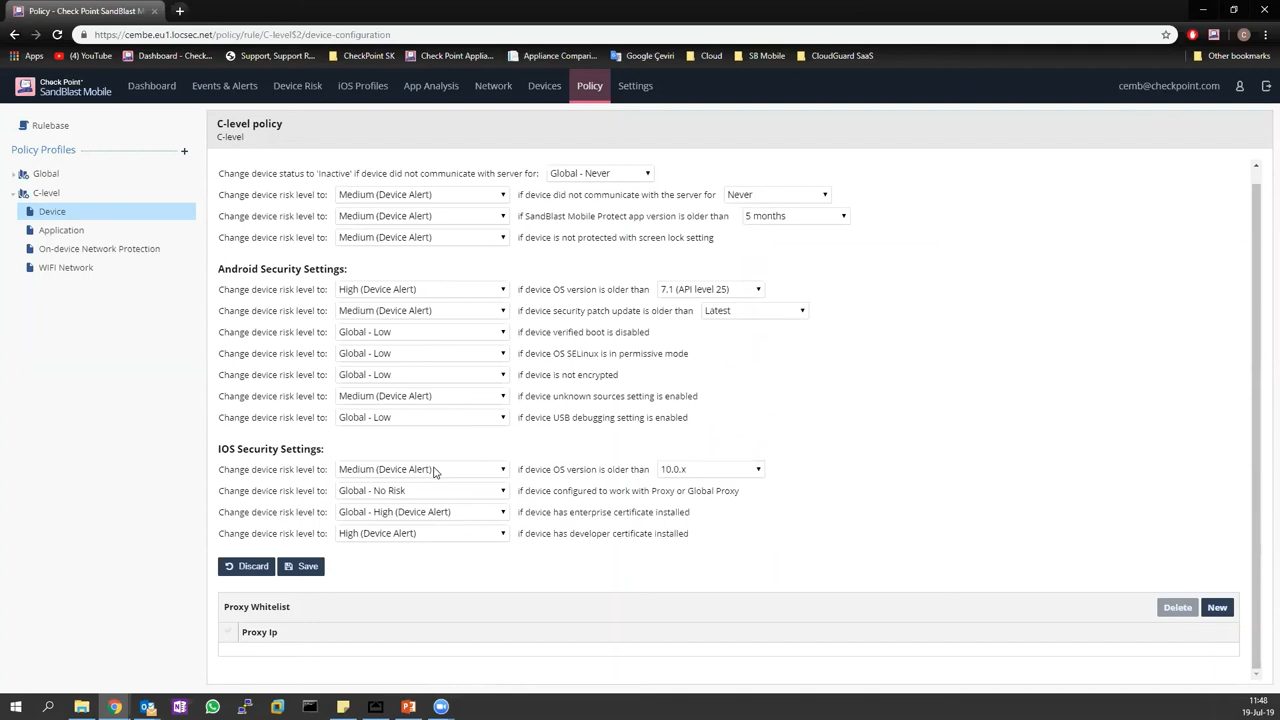 Policy - Check Point SandBlast Mo
https://cembe.eu1.locsec.net/policy/rule/C-level$2/device-configuration
Apps (4) YouTube Dashboard - Check... Support, Support R... CheckPoint SK Check Point Applia... Appliance Compari... Google Çeviri Cloud SB Mobile CloudGuard SaaS Other bookmarks
Check Point SandBlast Mobile Dashboard Events & Alerts Device Risk iOS Profiles App Analysis Network Devices Policy Settings cemb@checkpoint.com
Rulebase
Policy Profiles
Global
C-level
Device
Application
On-device Network Protection
WIFI Network
C-level policy
C-level
Change device status to 'Inactive' if device did not communicate with server for: Global - Never
Change device risk level to: Medium (Device Alert) if device did not communicate with the server for Never
Change device risk level to: Medium (Device Alert) if SandBlast Mobile Protect app version is older than 5 months
Change device risk level to: Medium (Device Alert) if device is not protected with screen lock setting
Android Security Settings:
Change device risk level to: High (Device Alert) if device OS version is older than 7.1 (API level 25)
Change device risk level to: Medium (Device Alert) if device security patch update is older than Latest
Change device risk level to: Global - Low if device verified boot is disabled
Change device risk level to: Global - Low if device OS SELinux is in permissive mode
Change device risk level to: Global - Low if device is not encrypted
Change device risk level to: Medium (Device Alert) if device unknown sources setting is enabled
Change device risk level to: Global - Low if device USB debugging setting is enabled
IOS Security Settings:
Change device risk level to: Medium (Device Alert) if device OS version is older than 10.0.x
Change device risk level to: Global - No Risk if device configured to work with Proxy or Global Proxy
Change device risk level to: Global - High (Device Alert) if device has enterprise certificate installed
Change device risk level to: High (Device Alert) if device has developer certificate installed
Discard Save
Proxy Whitelist Delete New
Proxy Ip
11:48
19-Jul-19